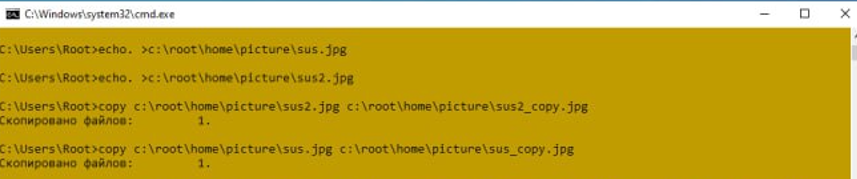 C:\Windows\system32\cmd.exe
C:\Users\Root>echo. >c:\root\home\picture\sus.jpg
C:\Users\Root>echo. >c:\root\home\picture\sus2.jpg
C:\Users\Root>copy c:\root\home\picture\sus2.jpg c:\root\home\picture\sus2_copy.jpg
Скопировано файлов:         1.
C:\Users\Root>copy c:\root\home\picture\sus.jpg c:\root\home\picture\sus_copy.jpg
Скопировано файлов:         1.